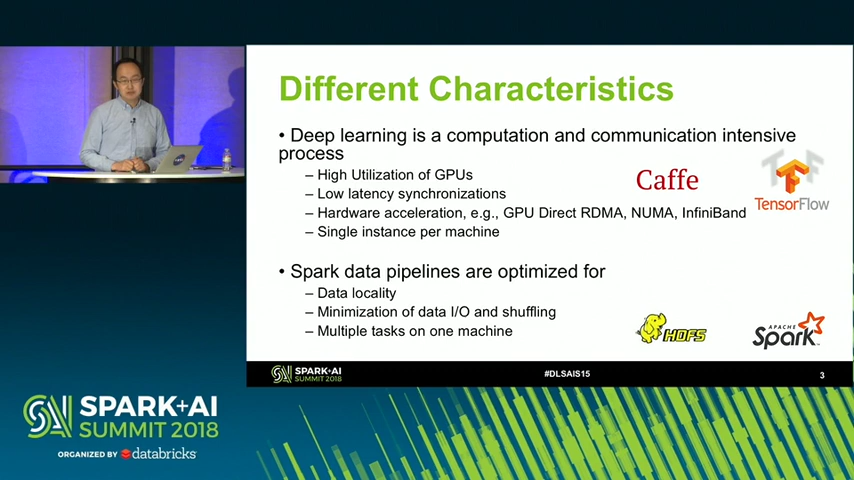 Different Characteristics
• Deep learning is a computation and communication intensive
process
– High Utilization of GPUs
– Low latency synchronizations
– Hardware acceleration, e.g., GPU Direct RDMA, NUMA, InfiniBand
– Single instance per machine
Caffe
TensorFlow
• Spark data pipelines are optimized for
– Data locality
– Minimization of data I/O and shuffling
– Multiple tasks on one machine
HDFS
APACHE
Spark
SPARK+AI
SUMMIT 2018
#DLSAIS15
3
SPARK+AI
SUMMIT 2018
ORGANIZED BY databricks